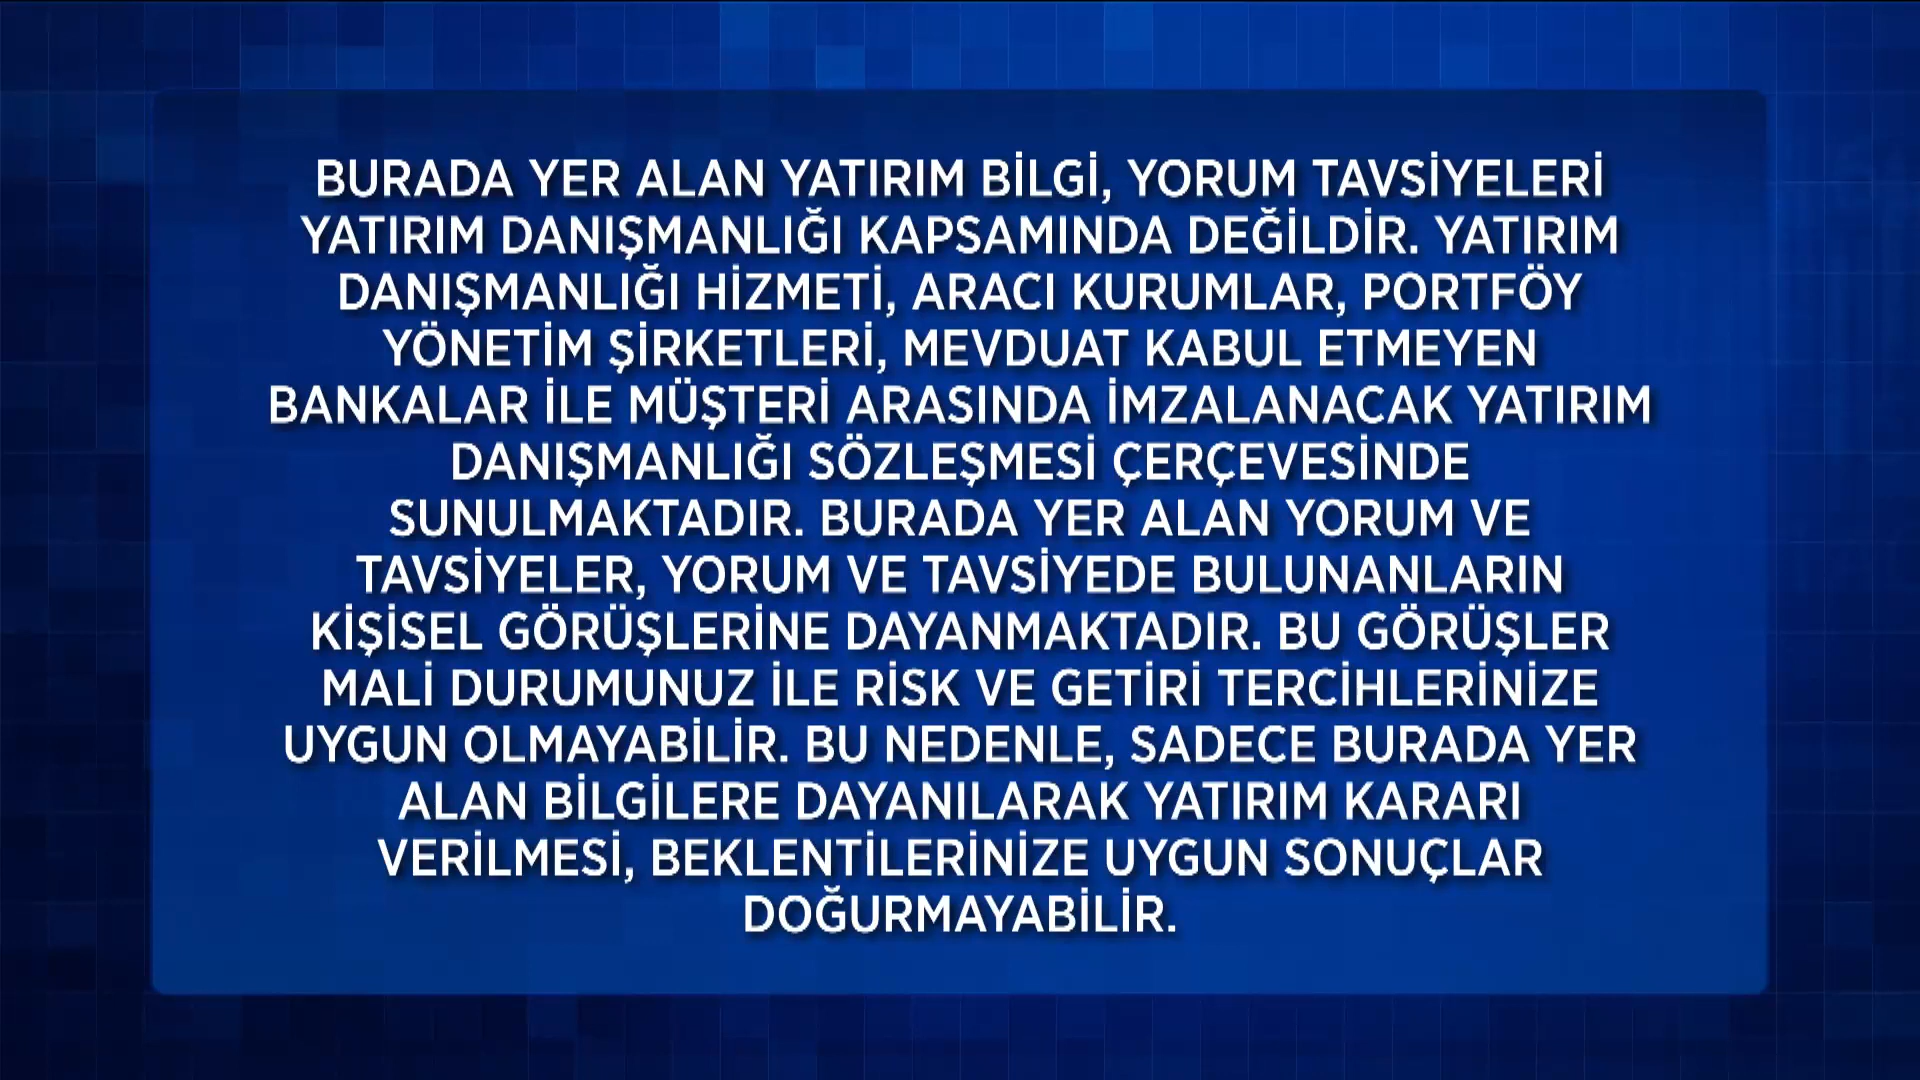 BURADA YER ALAN YATIRIM BİLGİ, YORUM TAVSİYELERİ
YATIRIM DANIŞMANLIĞI KAPSAMINDA DEĞİLDİR. YATIRIM
DANIŞMANLIĞI HİZMETİ, ARACI KURUMLAR, PORTFÖY
YÖNETİM ŞİRKETLERİ, MEVDUAT KABUL ETMEYEN
BANKALAR İLE MÜŞTERİ ARASINDA İMZALANACAK YATIRIM
DANIŞMANLIĞI SÖZLEŞMESİ ÇERÇEVESİNDE
SUNULMAKTADIR. BURADA YER ALAN YORUM VE
TAVSİYELER, YORUM VE TAVSİYEDE BULUNANLARIN
KİŞİSEL GÖRÜŞLERİNE DAYANMAKTADIR. BU GÖRÜŞLER
MALİ DURUMUNUZ İLE RİSK VE GETİRİ TERCİHLERİNİZE
UYGUN OLMAYABİLİR. BU NEDENLE, SADECE BURADA YER
ALAN BİLGİLERE DAYANILARAK YATIRIM KARARI
VERİLMESİ, BEKLENTİLERİNİZE UYGUN SONUÇLAR
DOĞURMAYABİLİR.